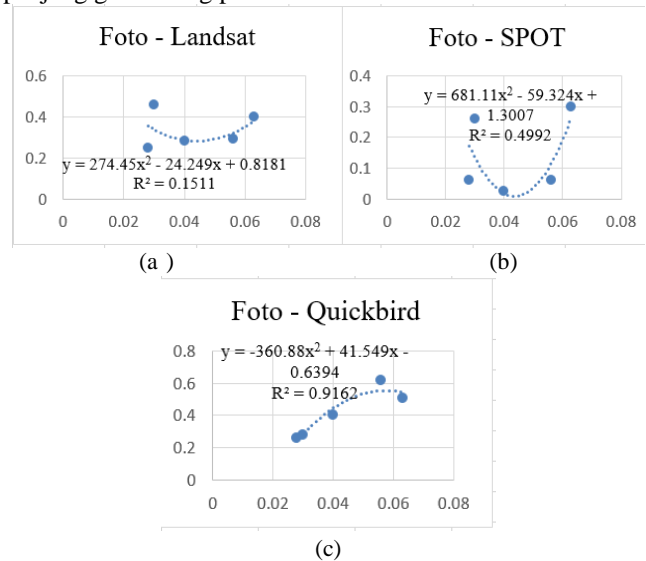 Foto - Landsat
0.6
0.4
0.2
0
y = 274.45x² - 24.249x + 0.8181
R² = 0.1511
0 0.02 0.04 0.06 0.08
(a )
Foto - SPOT
0.4
0.3
0.2
0.1
0
y = 681.11x² - 59.324x +
1.3007
R² = 0.4992
0 0.02 0.04 0.06 0.08
(b)
Foto - Quickbird
0.8
0.6
0.4
0.2
0
y = -360.88x² + 41.549x -
0.6394
R² = 0.9162
0 0.02 0.04 0.06 0.08
(c)